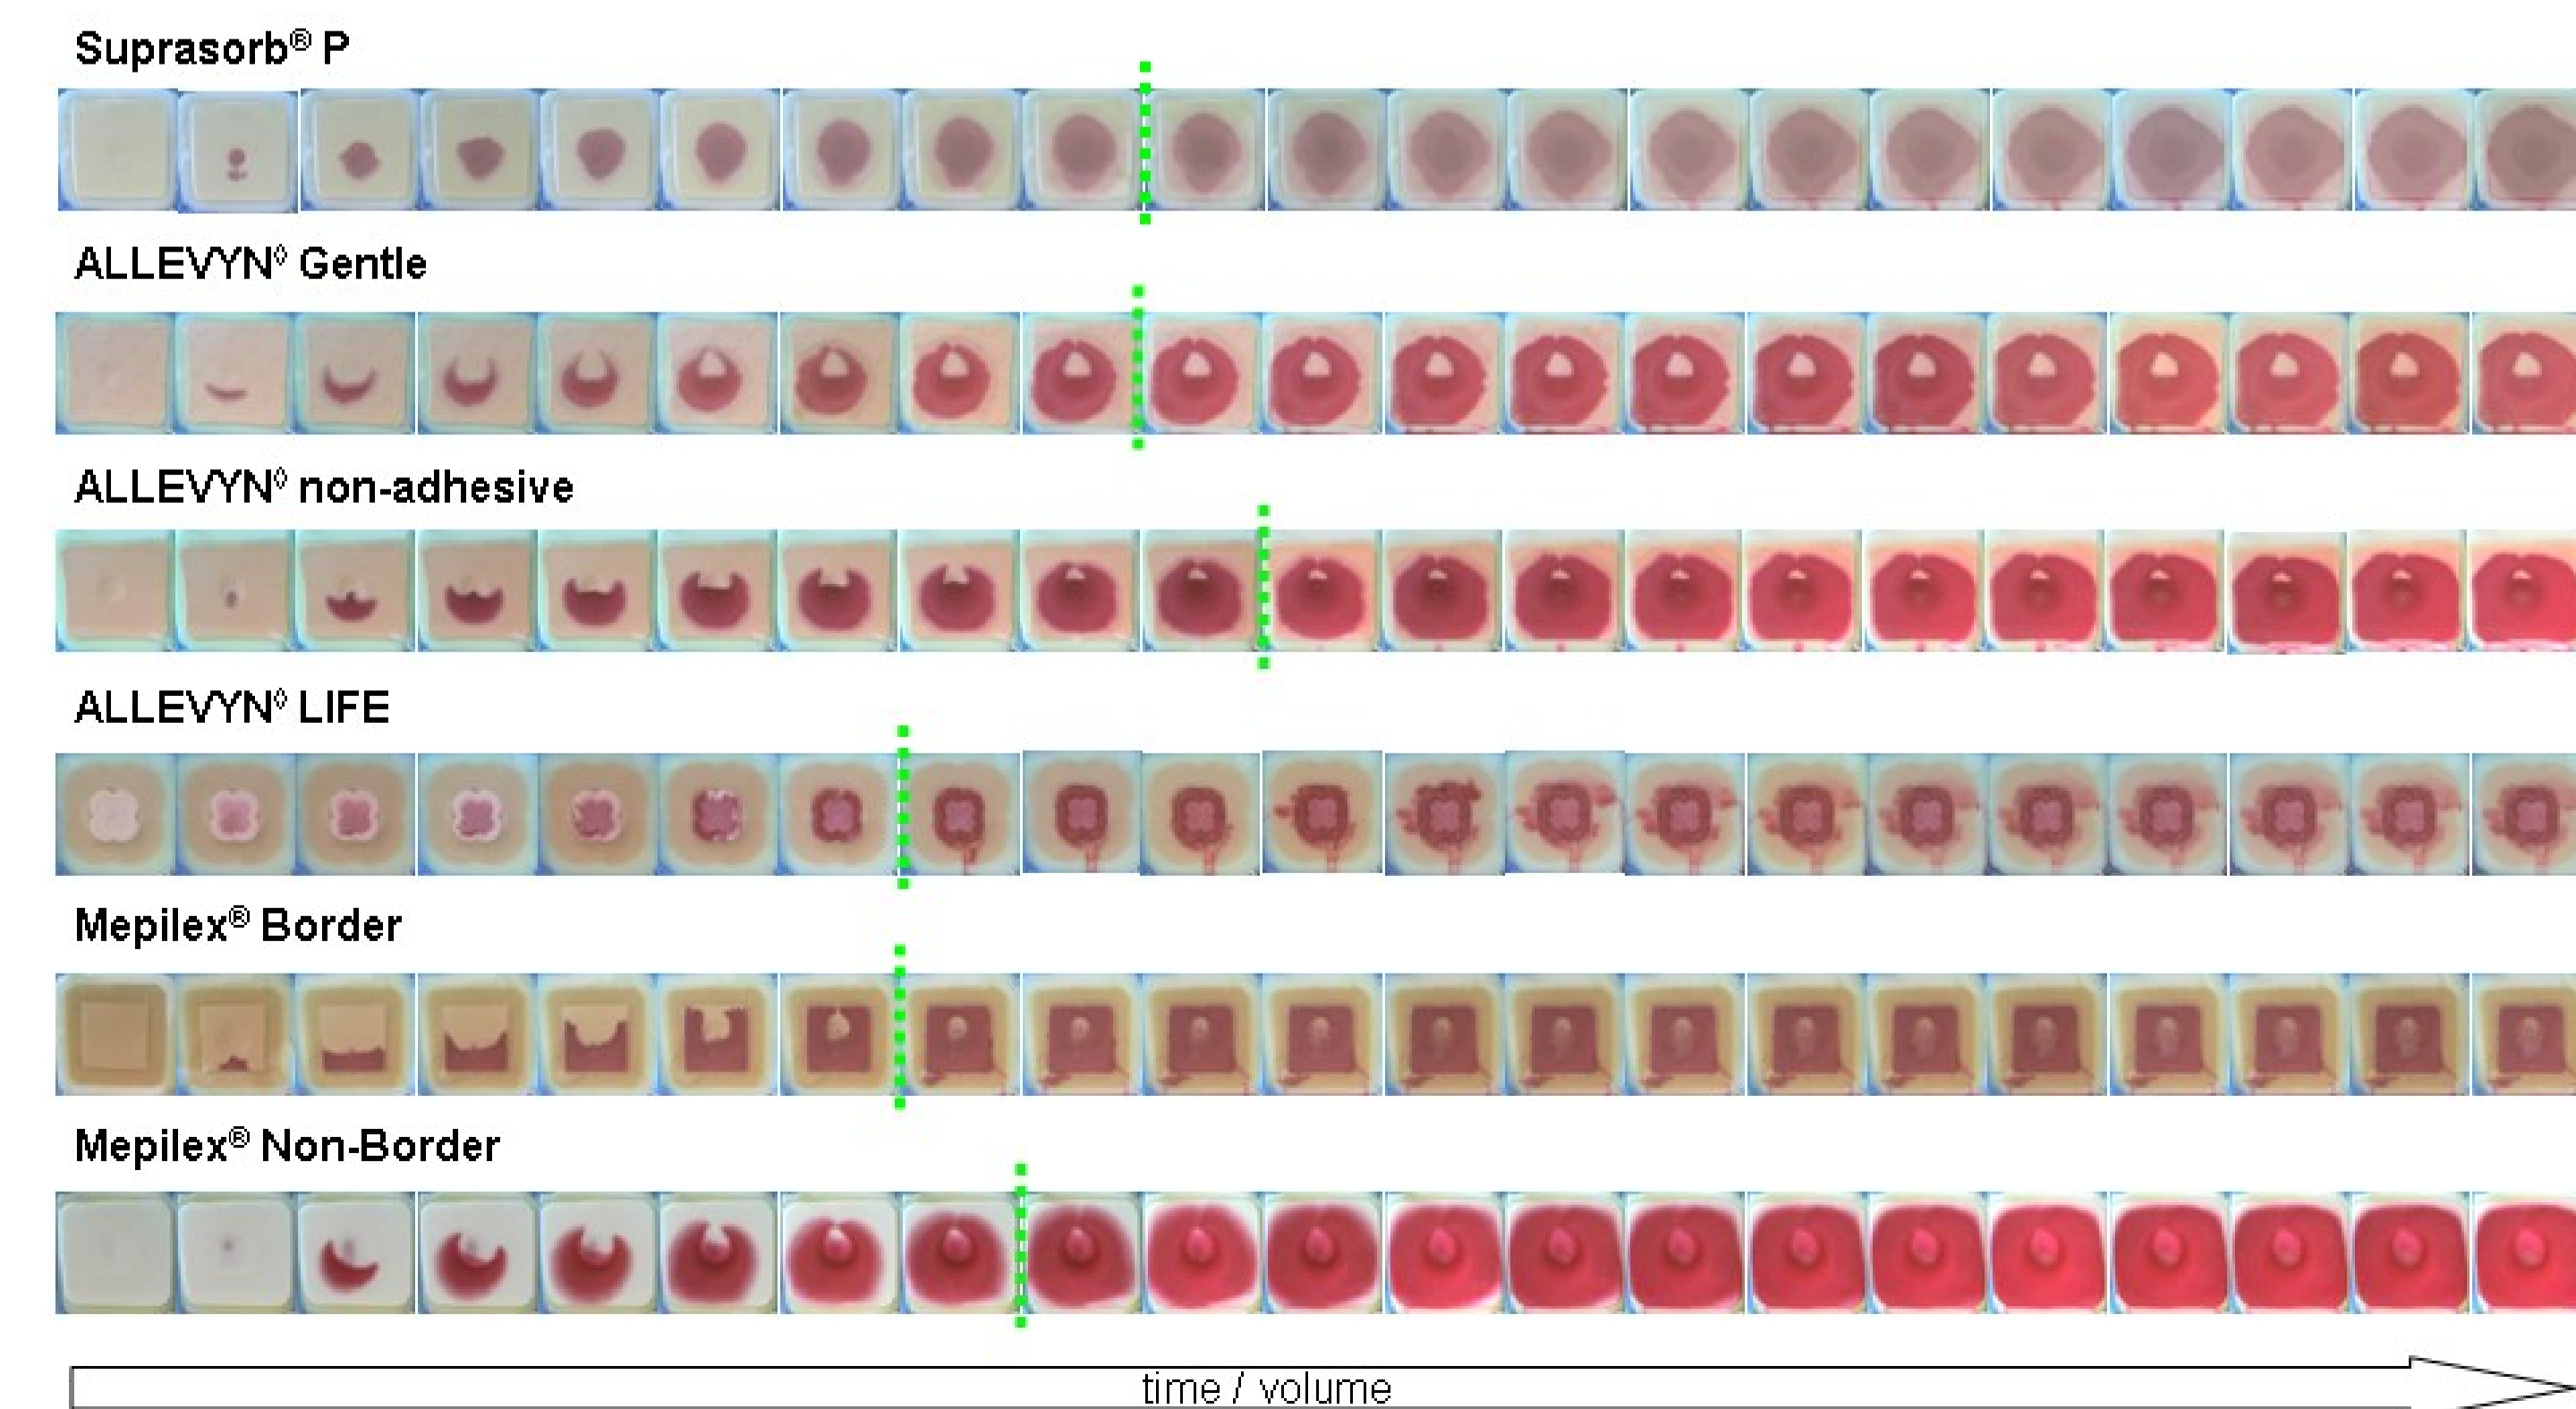 Suprasorb® P
ALLEVYN◊ Gentle
ALLEVYN◊ non-adhesive
ALLEVYN◊ LIFE
Mepilex® Border
Mepilex® Non-Border
time / volume